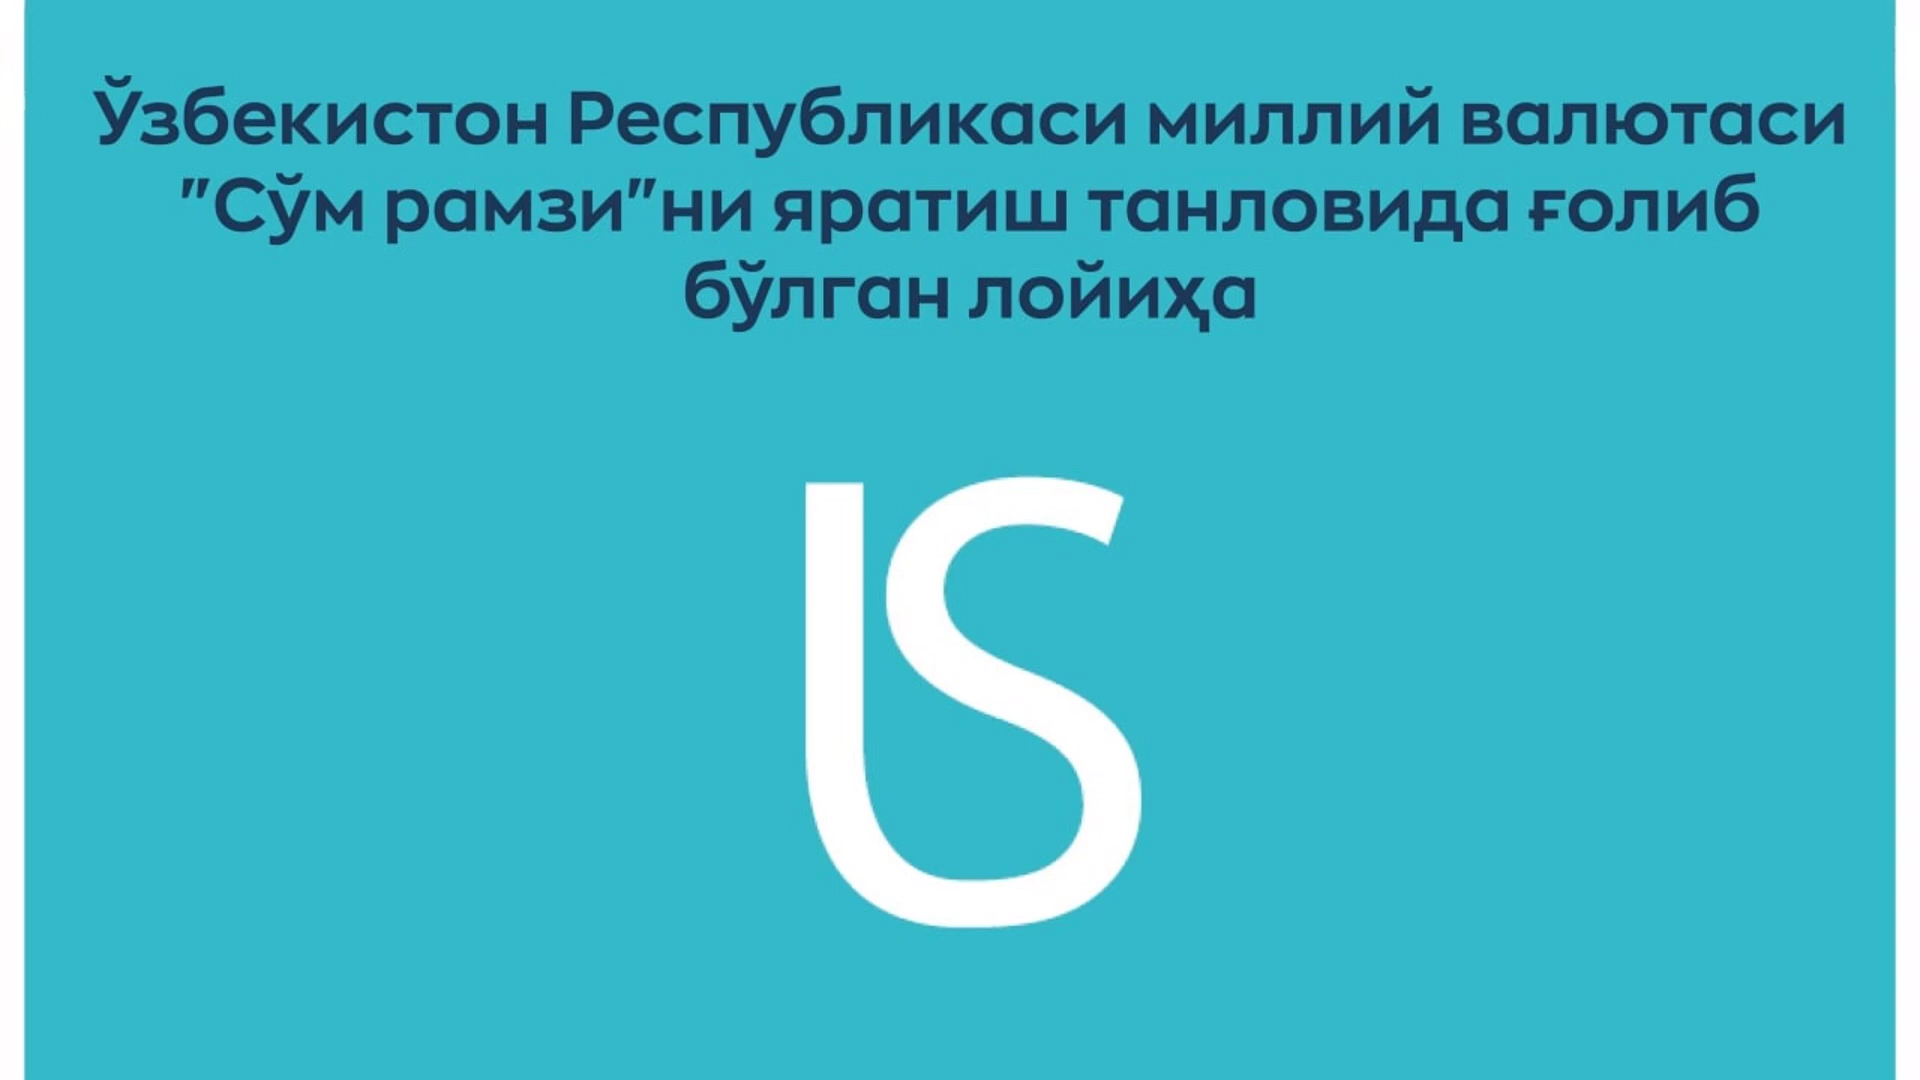 Ўзбекистон Республикаси миллий валютаси
"Сўм рамзи"ни яратиш танловида ғолиб
бўлган лойиҳа